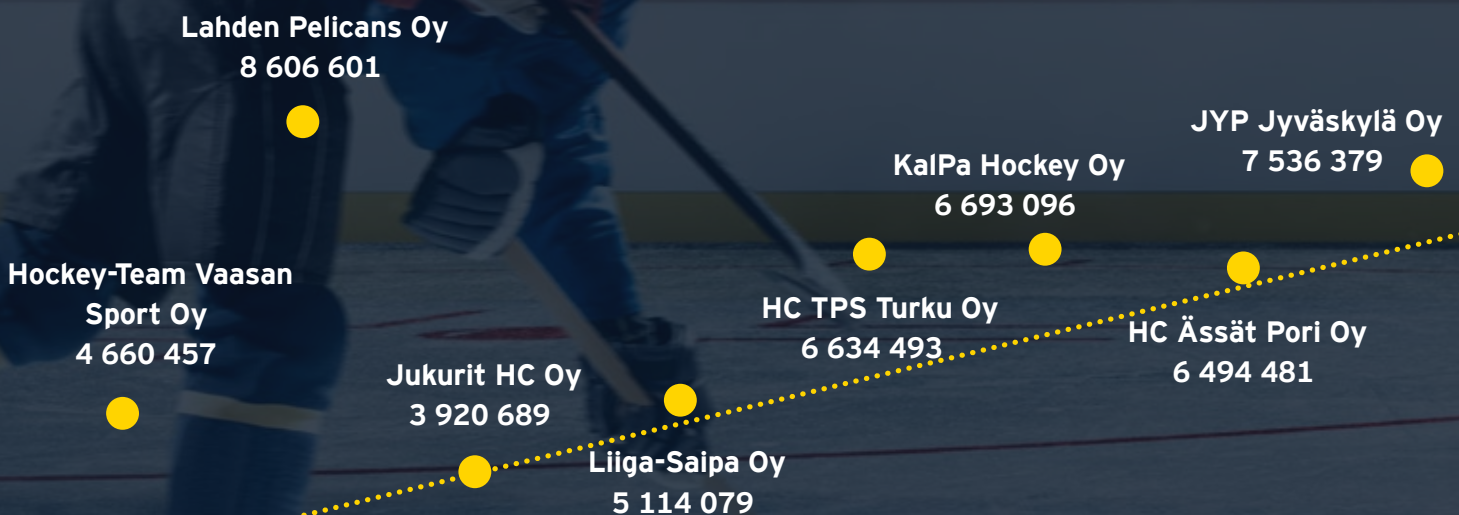 Lahden Pelicans Oy
8 606 601
JYP Jyväskylä Oy
7 536 379
KalPa Hockey Oy
6 693 096
Hockey-Team Vaasan
Sport Oy
4 660 457
HC TPS Turku Oy
6 634 493
HC Ässät Pori Oy
6 494 481
Jukurit HC Oy
3 920 689
Liiga-Saipa Oy
5 114 079